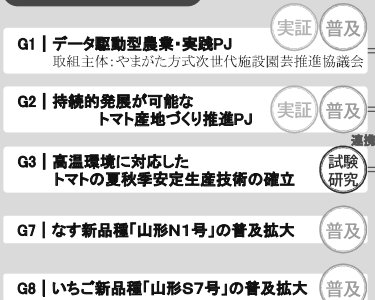 実証 普及
G1｜データ駆動型農業・実践PJ
取組主体：やまがた方式次世代施設園芸推進協議会
実証 普及
G2｜持続的発展が可能な
トマト産地づくり推進PJ
連携
試験
研究
G3｜高温環境に対応した
トマトの夏秋季安定生産技術の確立
G7｜なす新品種「山形N1号」の普及拡大 普及
G8｜いちご新品種「山形S7号」の普及拡大 普及